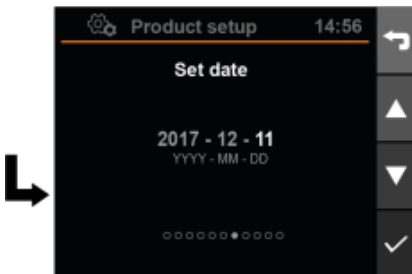 Product setup 14:56
Set date
2017 - 12 - 11
YYYY - MM - DD